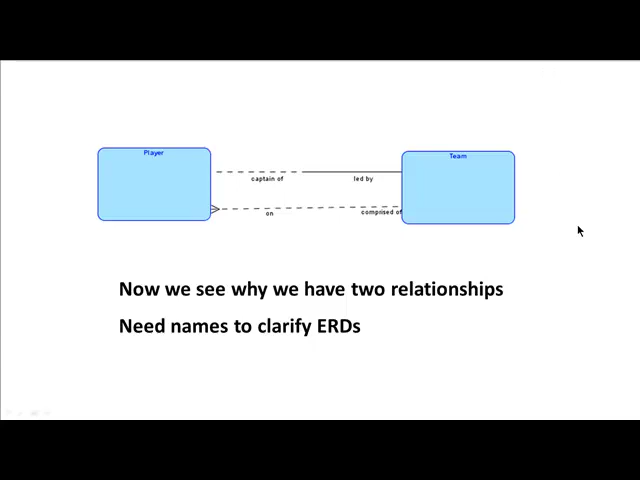 Player
Team
captain of
led by
on
comprised of
Now we see why we have two relationships
Need names to clarify ERDs